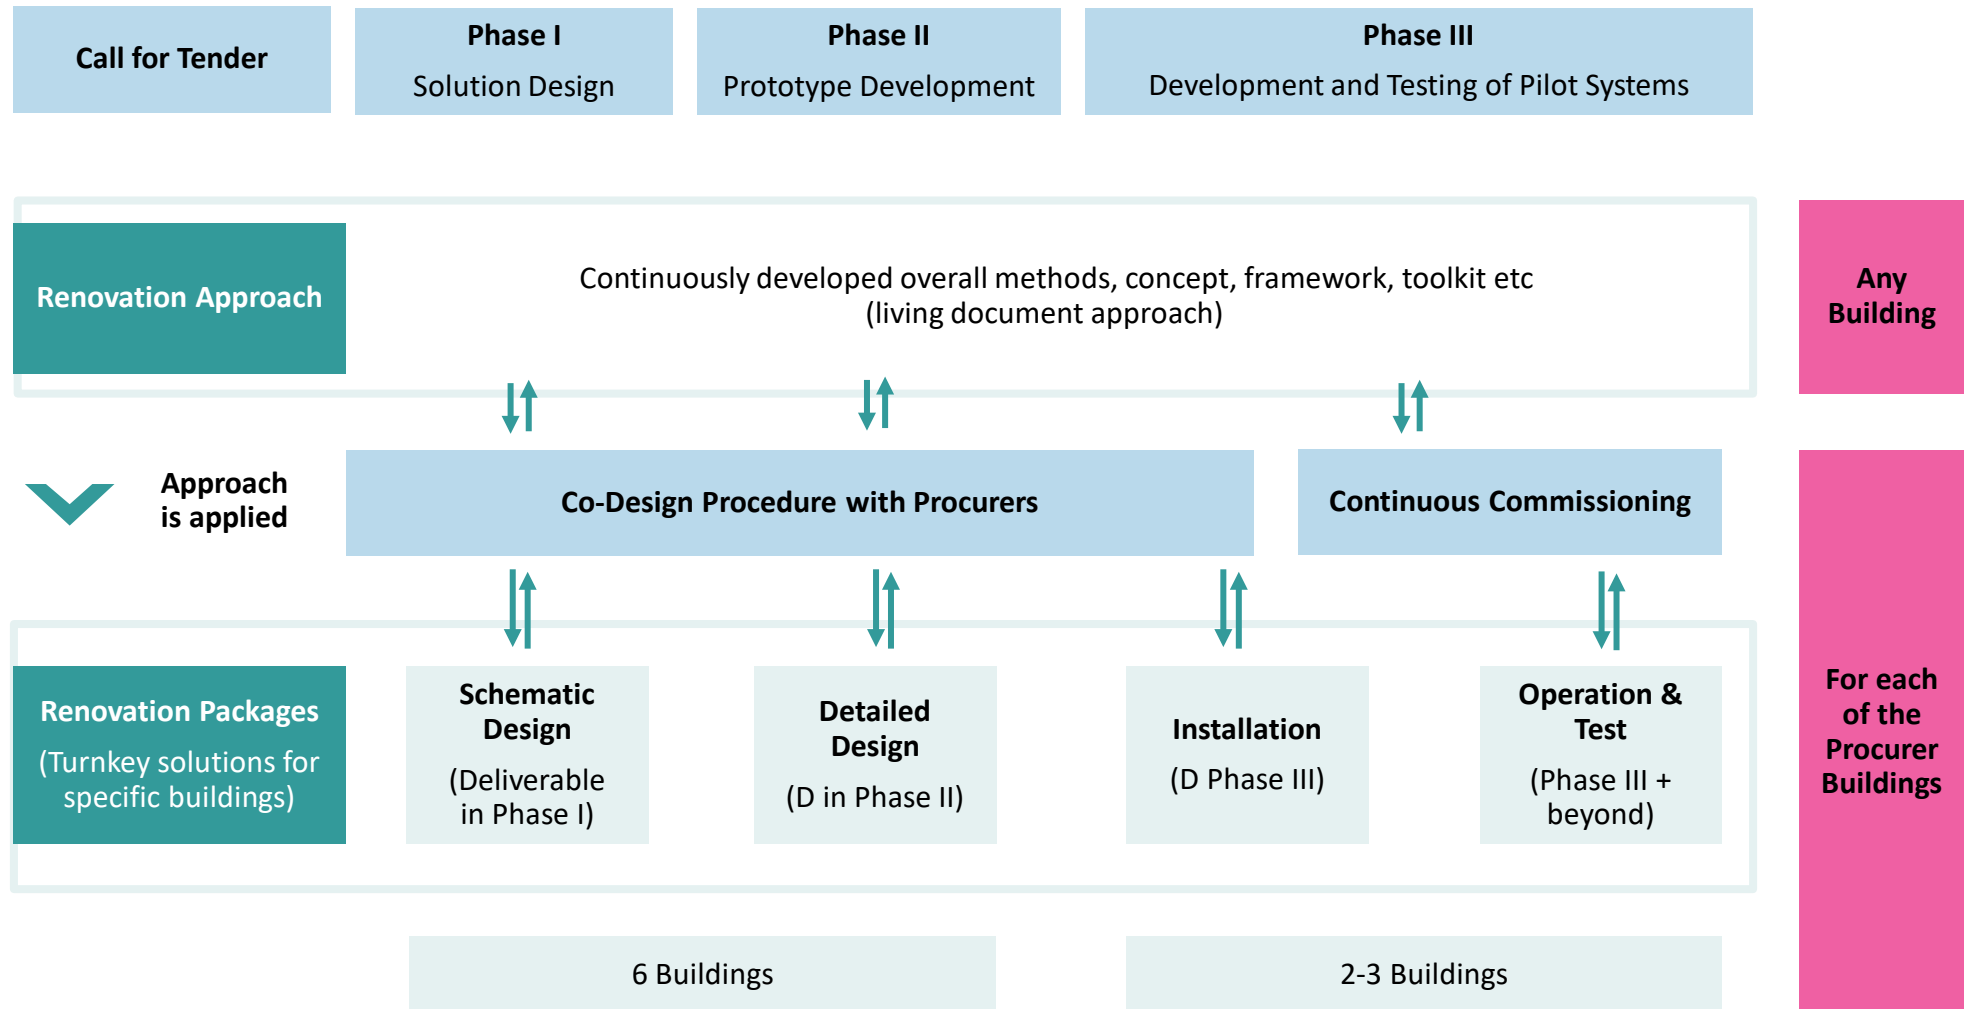 Call for Tender
Phase I
Solution Design
Phase II
Prototype Development
Phase III
Development and Testing of Pilot Systems
Renovation Approach
Continuously developed overall methods, concept, framework, toolkit etc
(living document approach)
Any
Building
Approach
is applied
Co-Design Procedure with Procurers
Continuous Commissioning
Renovation Packages
(Turnkey solutions for
specific buildings)
Schematic
Design
(Deliverable
in Phase I)
Detailed
Design
(D in Phase II)
Installation
(D Phase III)
Operation &
Test
(Phase III +
beyond)
For each
of the
Procurer
Buildings
6 Buildings
2-3 Buildings